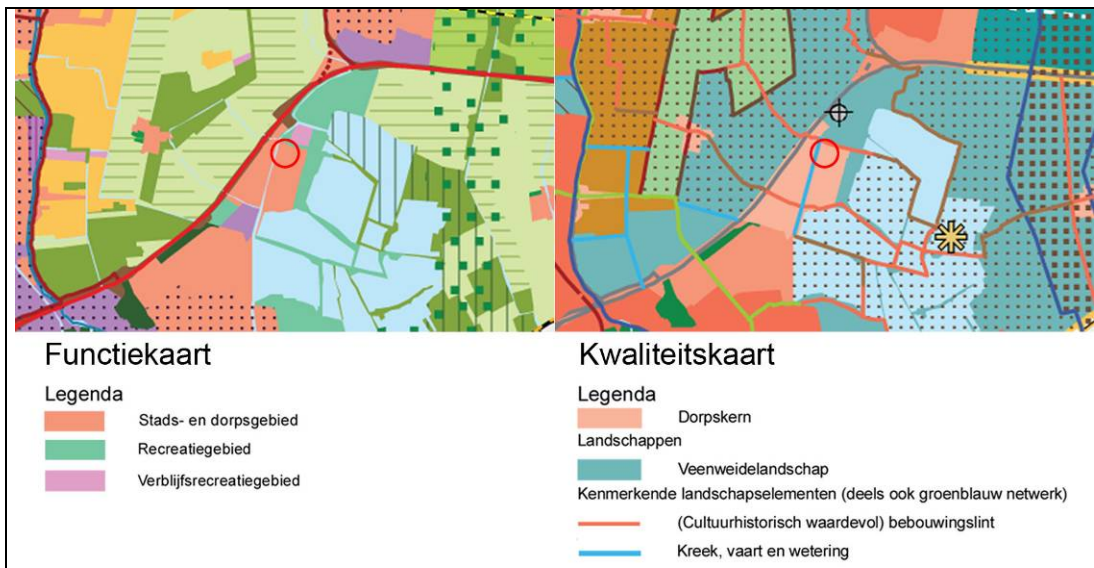 Functiekaart
Legenda
Stads- en dorpsgebied
Recreatiegebied
Verblijfsrecreatiegebied
Kwaliteitskaart
Legenda
Dorpskern
Landschappen
Veenweidelandschap
Kenmerkende landschapselementen (deels ook groenblauw netwerk)
(Cultuurhistorisch waardevol) bebouwingslint
Kreek, vaart en wetering